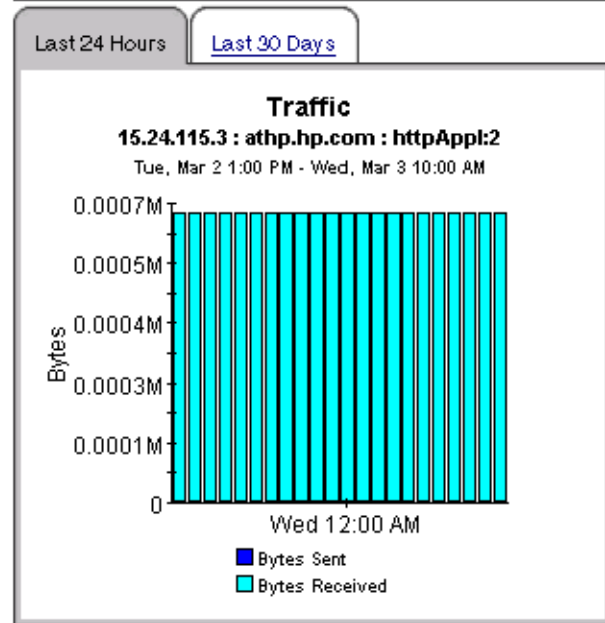 Last 24 Hours
Last 30 Days
Traffic
15.24.115.3 : athp.hp.com : httpAppl:2
Tue, Mar 2 1:00 PM - Wed, Mar 3 10:00 AM
0.0007M
0.0005M
0.0004M
0.0003M
0.0001M
0
Bytes
Wed 12:00 AM
Bytes Sent
Bytes Received